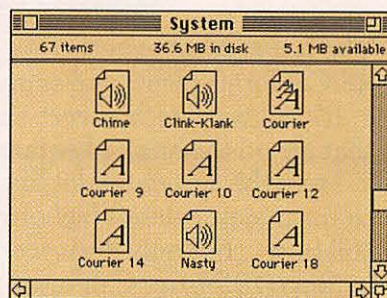 System
67 items 36.6 MB in disk 5.1 MB available
Chime Clink-Klank Courier
Courier 9 Courier 10 Courier 12
Courier 14 Nasty Courier 18